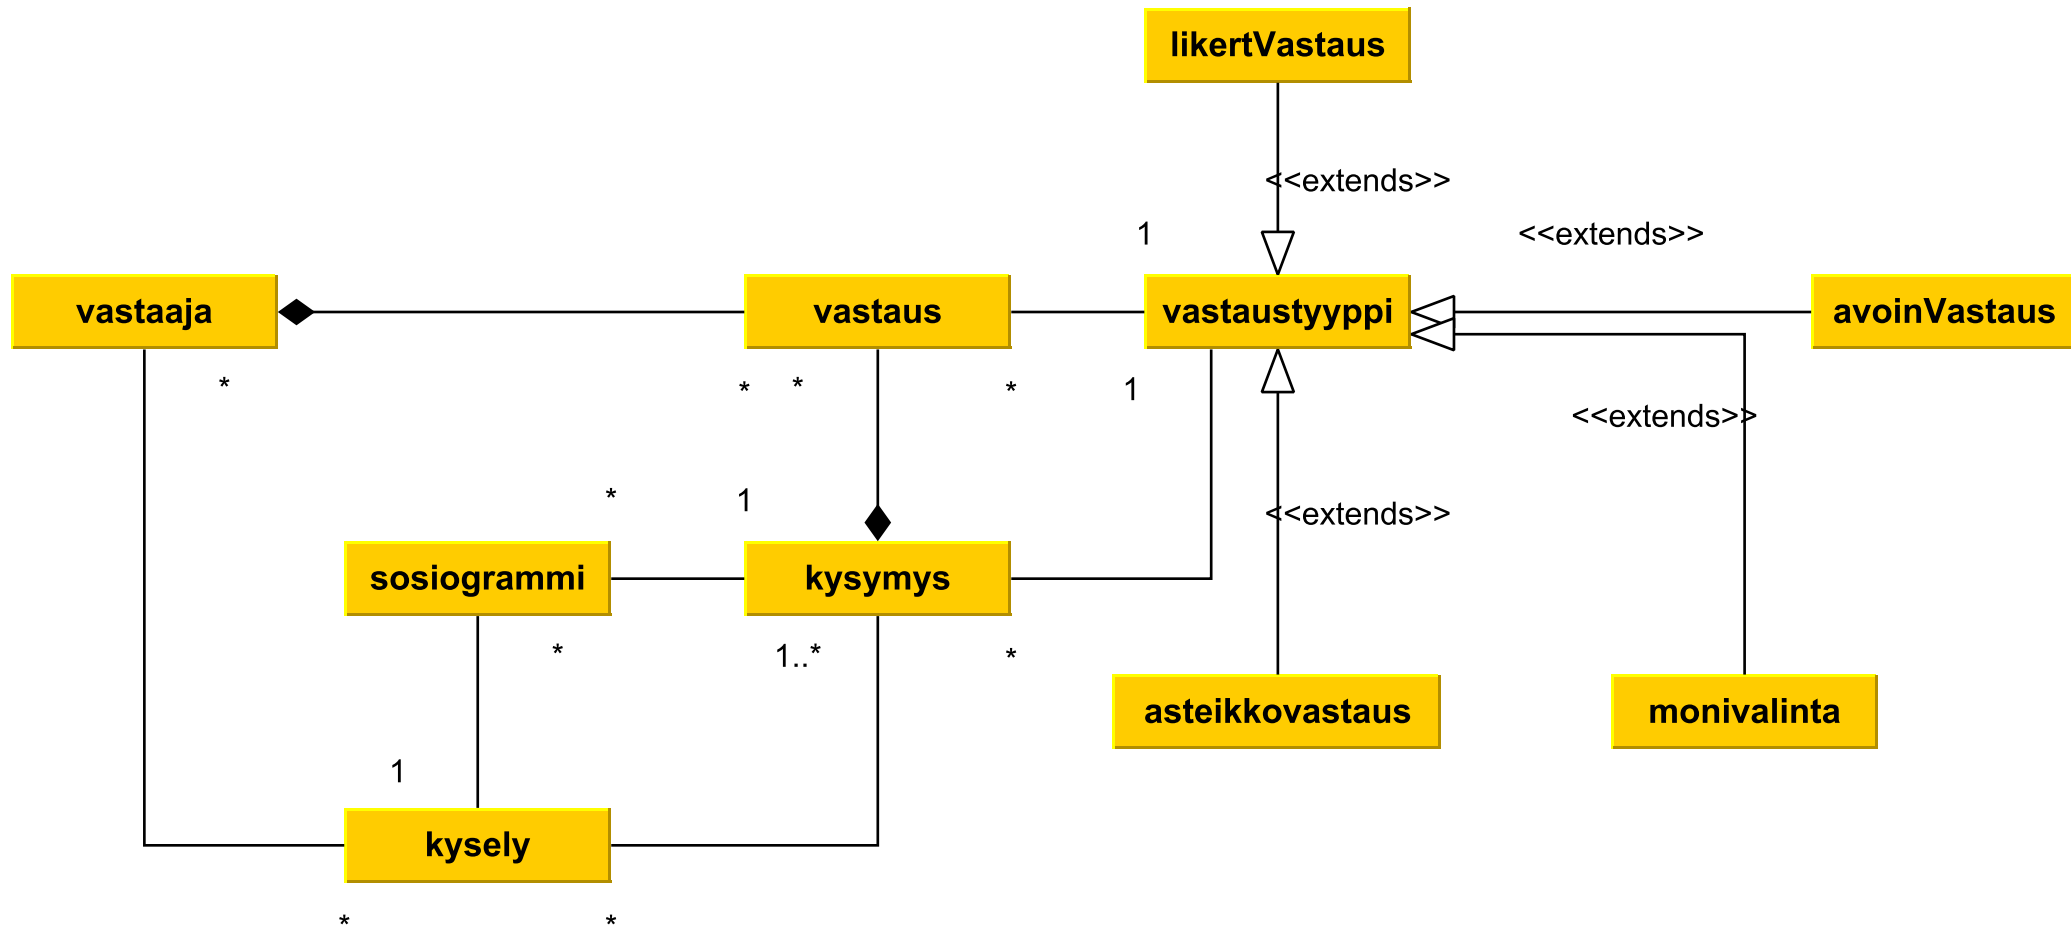 likertVastaus
<<extends>>
1
<<extends>>
vastaaja
vastaus
vastaustyyppi
avoinVastaus
*
*
*
*
1
<<extends>>
*
1
<<extends>>
sosiogrammi
kysymys
*
1..*
*
asteikkovastaus
monivalinta
1
kysely
*
*